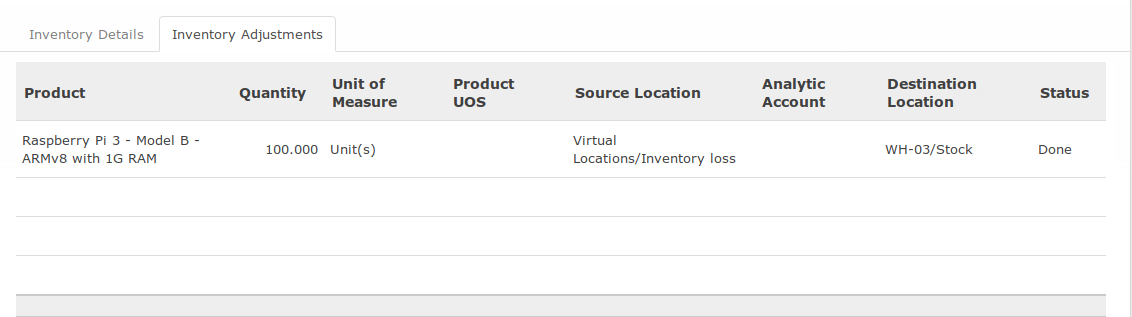 Inventory Details Inventory Adjustments
Product Quantity Unit of Measure Product UOS Source Location Analytic Account Destination Location Status
Raspberry Pi 3 - Model B - ARMv8 with 1G RAM 100.000 Unit(s) Virtual Locations/Inventory loss WH-03/Stock Done